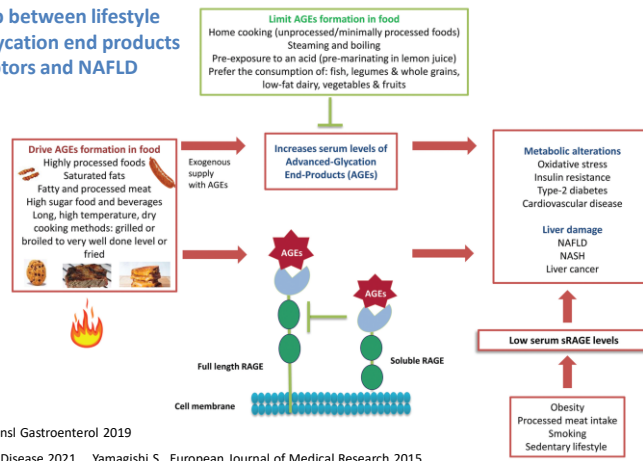 between lifestyle
ycation end products
tors and NAFLD
Limit AGEs formation in food
Home cooking (unprocessed/minimally processed foods)
Steaming and boiling
Pre-exposure to an acid (pre-marinating in lemon juice)
Prefer the consumption of: fish, legumes & whole grains,
low-fat dairy, vegetables & fruits
Drive AGEs formation in food
Highly processed foods
Saturated fats
Fatty and processed meat
High sugar food and beverages
Long, high temperature, dry
cooking methods: grilled or
broiled to very well done level or
fried
Exogenous
supply
with AGEs
Increases serum levels of
Advanced-Glycation
End-Products (AGEs)
Metabolic alterations
Oxidative stress
Insulin resistance
Type-2 diabetes
Cardiovascular disease
Liver damage
NAFLD
NASH
Liver cancer
AGEs
AGEs
Full length RAGE
Soluble RAGE
Cell membrane
Low serum sRAGE levels
Obesity
Processed meat intake
Smoking
Sedentary lifestyle
nsl Gastroenterol 2019
Disease 2021 Yamagishi S, European Journal of Medical Research 2015